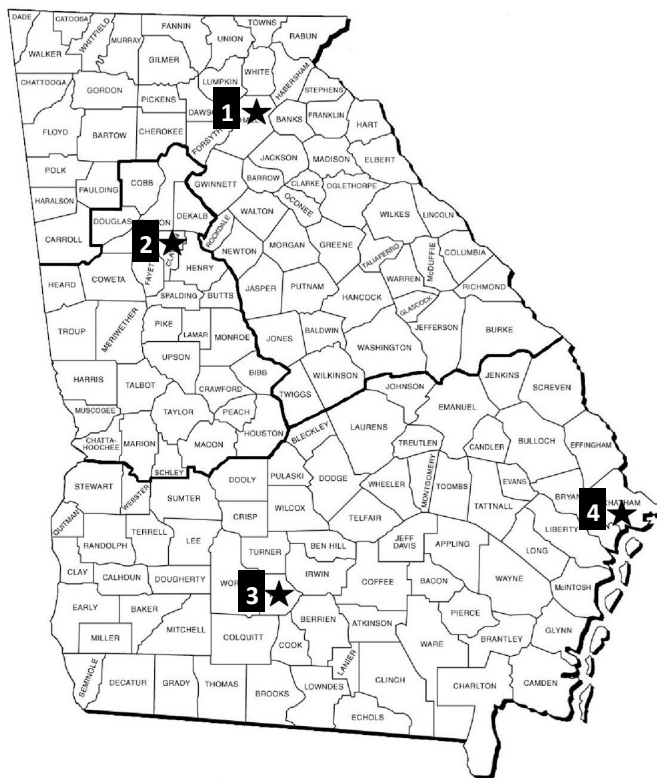 DADE
CATOOSA
WHITFIELD
MURRAY
FANNIN
UNION
TOWNS
RABUN
WALKER
GILMER
LUMPKIN
WHITE
HABERSHAM
STEPHENS
CHATTOOGA
GORDON
PICKENS
DAWS
1
HALL
BANKS
FRANKLIN
HART
FLOYD
BARTOW
CHEROKEE
FORSYTH
JACKSON
MADISON
ELBERT
POLK
PAULDING
COBB
GWINNETT
BARROW
CLARKE
OGLETHORPE
HARALSON
DOUGLAS
2
ON
DEKALB
ROCKDALE
WALTON
OCONEE
WILKES
LINCOLN
CARROLL
NEWTON
MORGAN
GREENE
TALIAFERRO
McDUFFIE
COLUMBIA
HEARD
COWETA
FAYET
CLA
HENRY
JASPER
PUTNAM
HANCOCK
WARREN
GLASCOCK
RICHMOND
SPALDING
BUTTS
TROUP
MERIWETHER
PIKE
LAMAR
MONROE
JONES
BALDWIN
WASHINGTON
JEFFERSON
BURKE
UPSON
BIBB
HARRIS
TALBOT
CRAWFORD
TWIGGS
WILKINSON
JOHNSON
JENKINS
SCREVEN
MUSCOGEE
TAYLOR
PEACH
HOUSTON
BLECKLEY
LAURENS
EMANUEL
CHATTA-
HOOCHEE
MARION
MACON
SCHLEY
TREUTLEN
CANDLER
BULLOCH
EFFINGHAM
STEWART
WEBSTER
SUMTER
DOOLY
PULASKI
DODGE
WHEELER
MONTGOMERY
TOOMBS
TATTNALL
EVANS
BRYAN
CHATHAM
4
QUITMAN
CRISP
WILCOX
TELFAIR
LIBERTY
RANDOLPH
TERRELL
LEE
TURNER
BEN HILL
JEFF
DAVIS
APPLING
LONG
CLAY
CALHOUN
DOUGHERTY
WOR
3
IRWIN
COFFEE
BACON
WAYNE
McINTOSH
EARLY
BAKER
MITCHELL
COLQUITT
COOK
BERRIEN
ATKINSON
PIERCE
MILLER
WARE
BRANTLEY
GLYNN
SEMINOLE
DECATUR
GRADY
THOMAS
BROOKS
LOWNDES
LANIER
CLINCH
CHARLTON
CAMDEN
ECHOLS